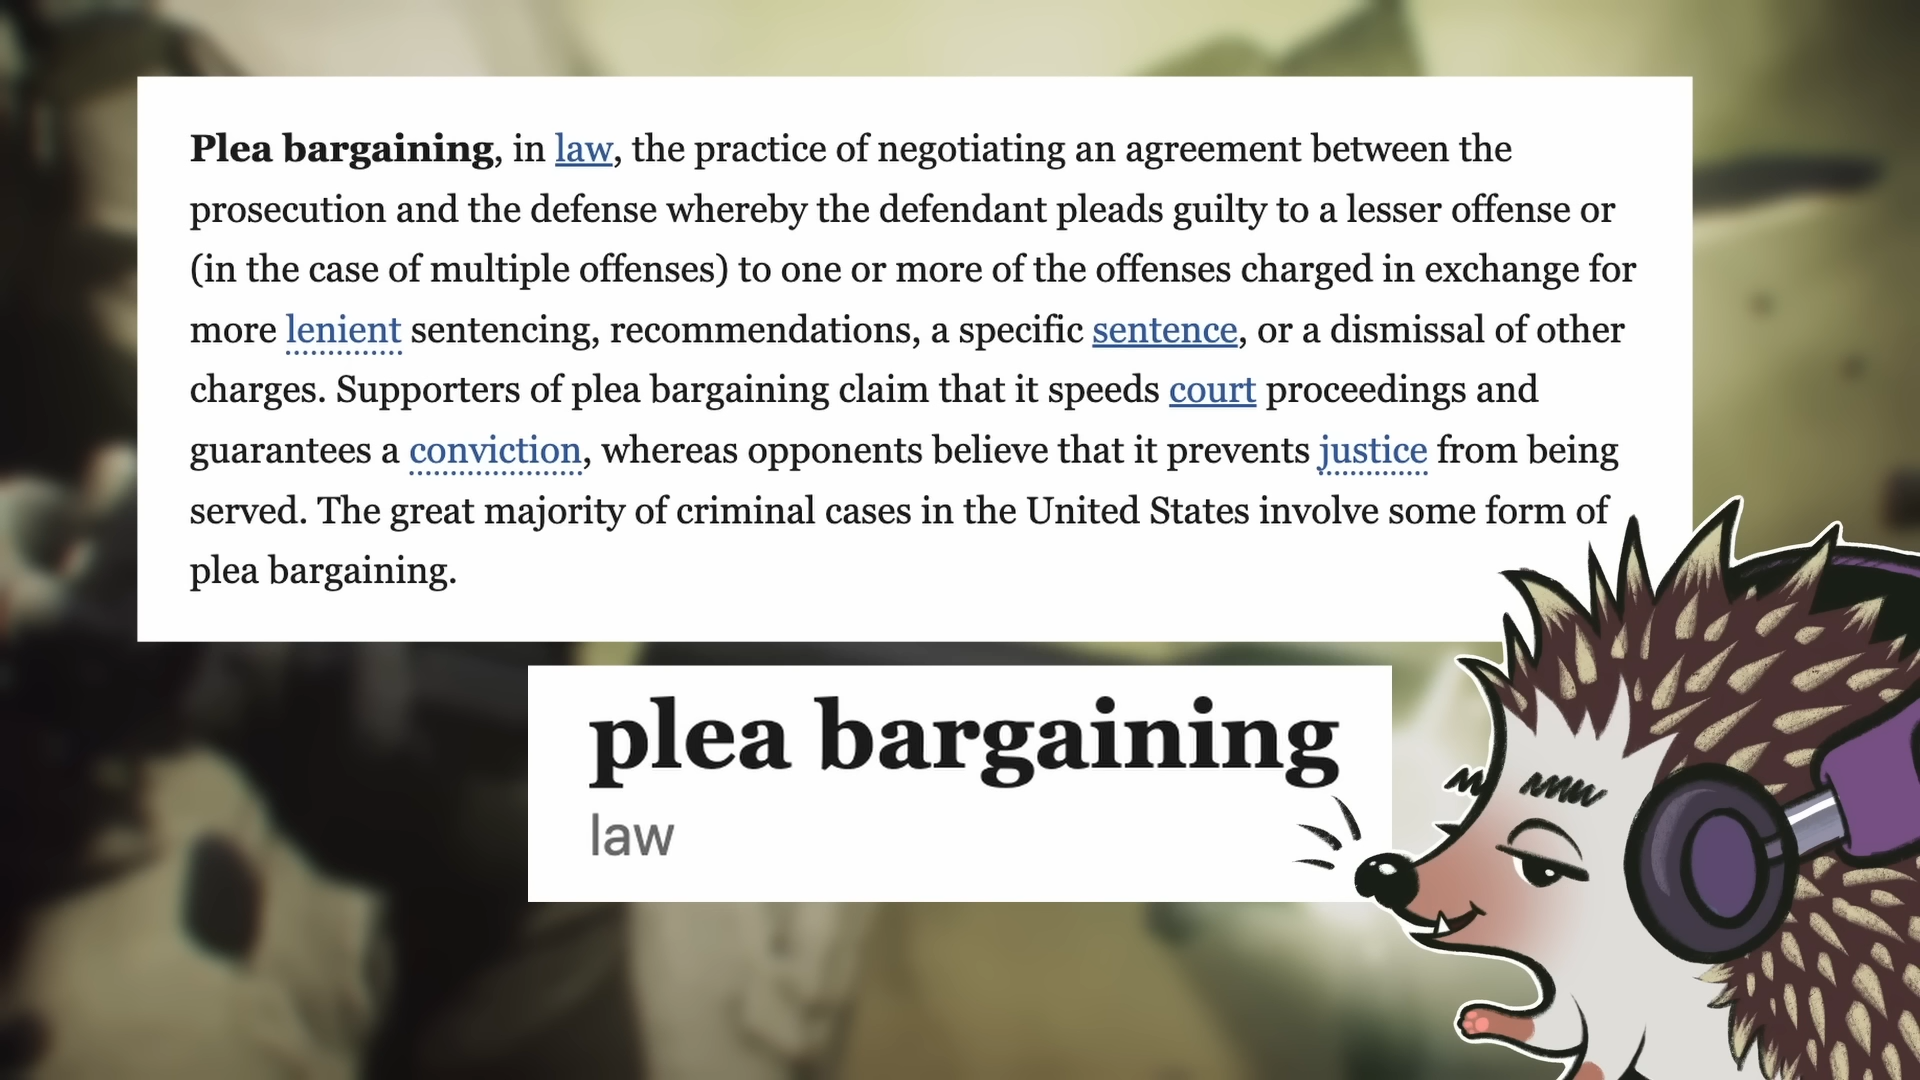 Plea bargaining, in law, the practice of negotiating an agreement between the
prosecution and the defense whereby the defendant pleads guilty to a lesser offense or
(in the case of multiple offenses) to one or more of the offenses charged in exchange for
more lenient sentencing, recommendations, a specific sentence, or a dismissal of other
charges. Supporters of plea bargaining claim that it speeds court proceedings and
guarantees a conviction, whereas opponents believe that it prevents justice from being
served. The great majority of criminal cases in the United States involve some form of
plea bargaining.
plea bargaining
law